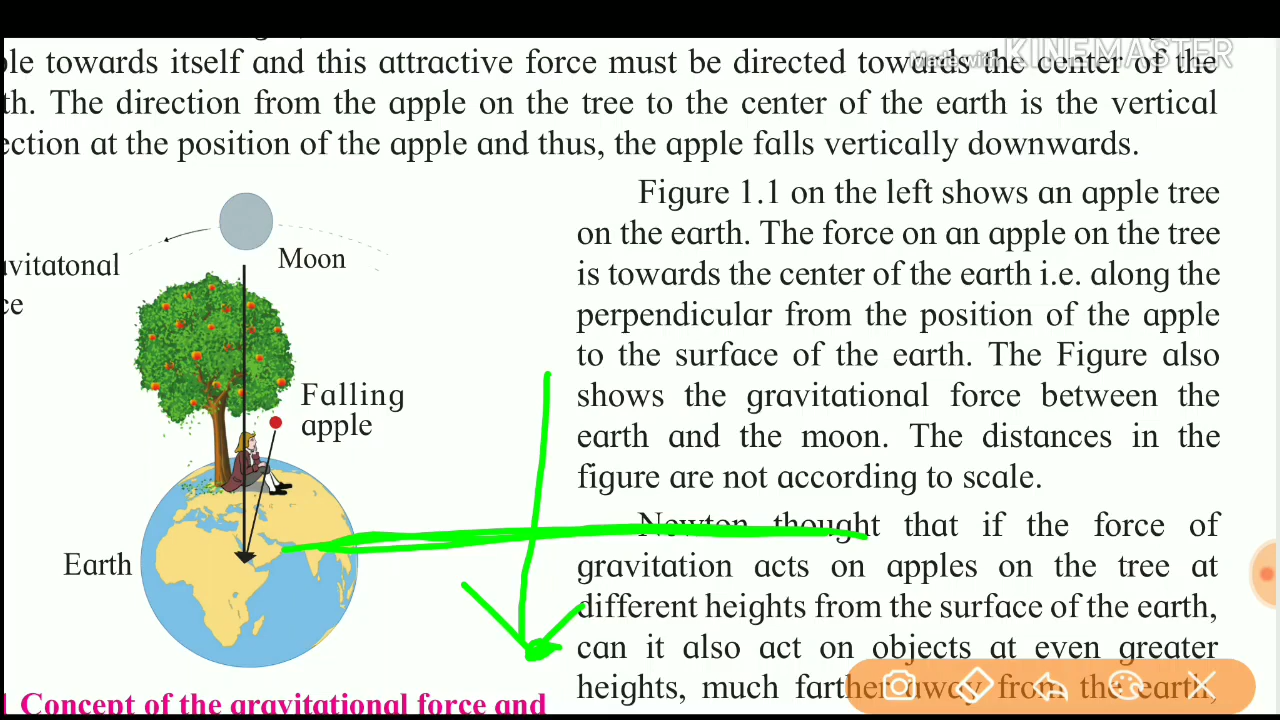 ple towards itself and this attractive force must be directed towards the center of the
th. The direction from the apple on the tree to the center of the earth is the vertical
ection at the position of the apple and thus, the apple falls vertically downwards.
Made with KINEMASTER
avitatonal
ce
Moon
Falling
apple
Earth
Concept of the gravitational force and
Figure 1.1 on the left shows an apple tree
on the earth. The force on an apple on the tree
is towards the center of the earth i.e. along the
perpendicular from the position of the apple
to the surface of the earth. The Figure also
shows the gravitational force between the
earth and the moon. The distances in the
figure are not according to scale.
Newton thought that if the force of
gravitation acts on apples on the tree at
different heights from the surface of the earth,
can it also act on objects at even greater
heights, much farther away from the earth,